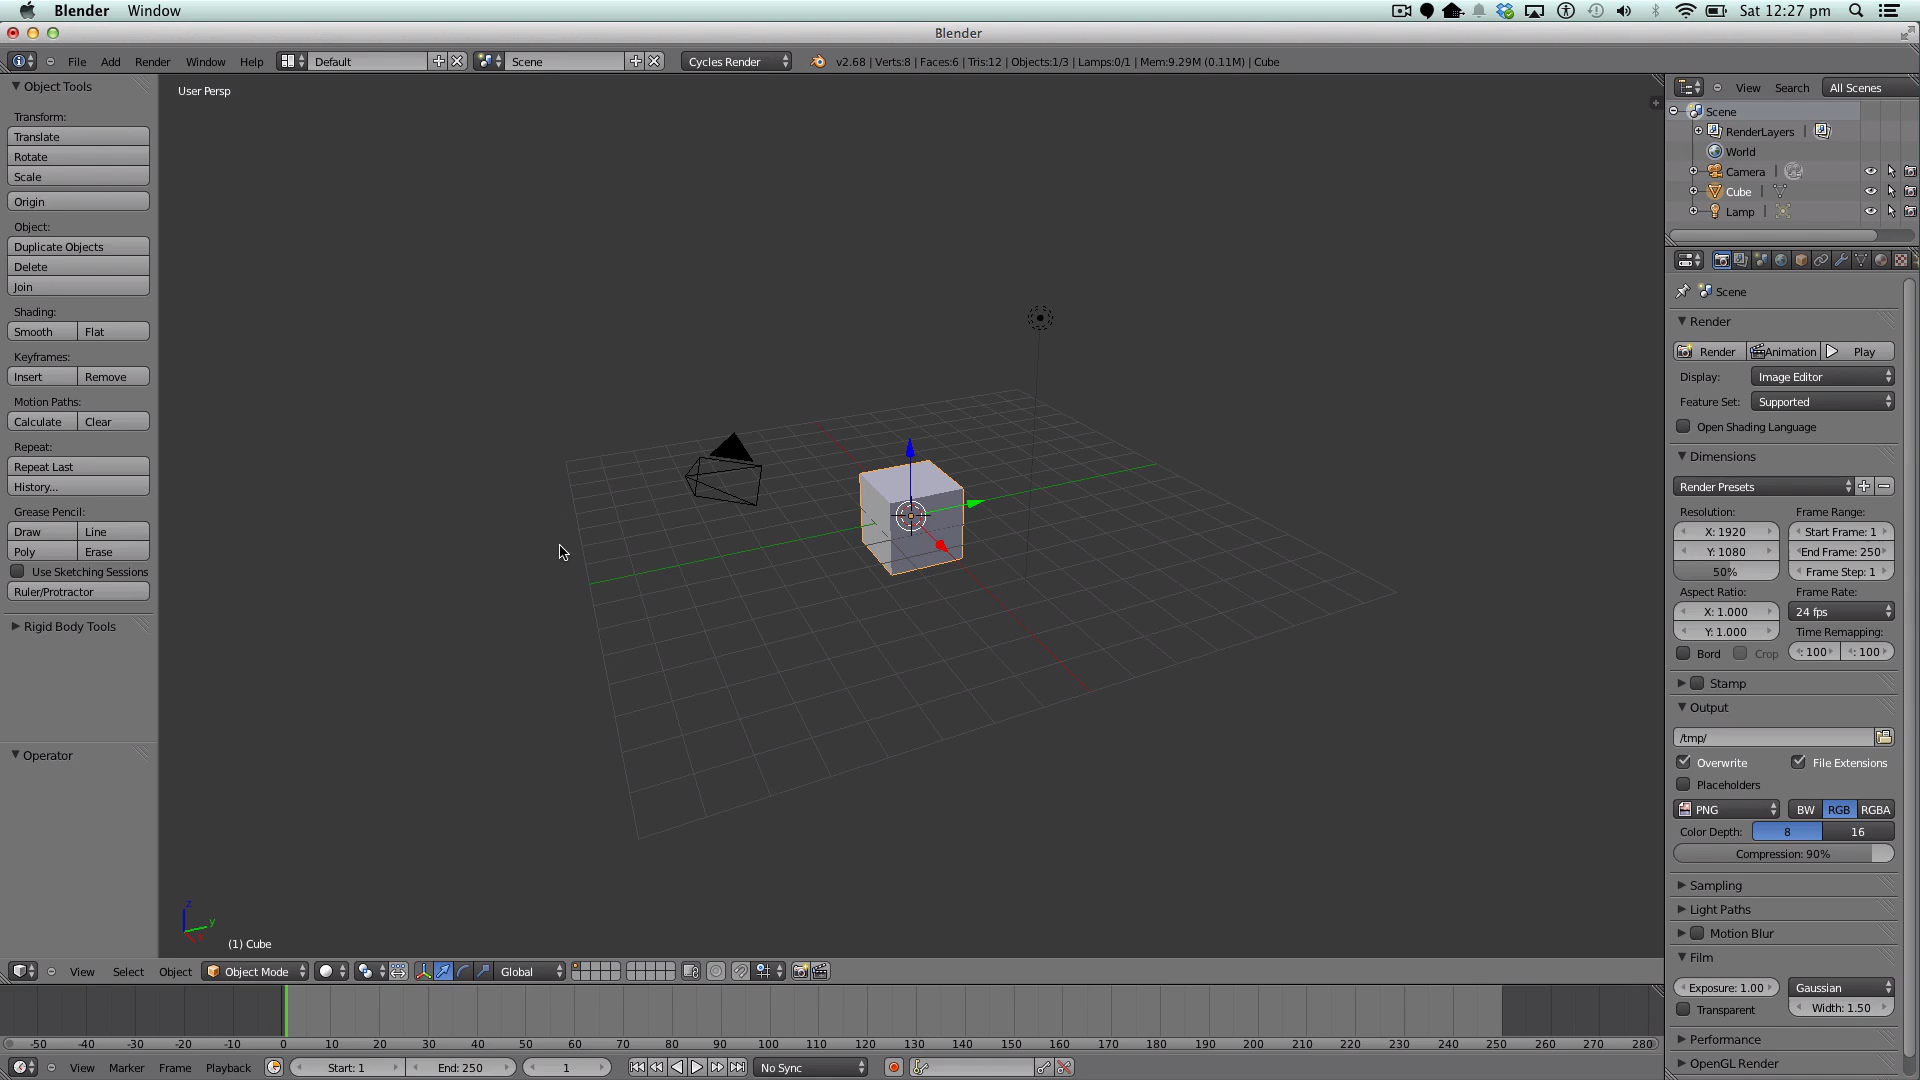 Blender Window Sat 12:27 pm
Blender
File Add Render Window Help Default Scene Cycles Render v2.68 | Verts:8 | Faces:6 | Tris:12 | Objects:1/3 | Lamps:0/1 | Mem:9.29M (0.11M) | Cube
Object Tools
Transform:
Translate
Rotate
Scale
Origin
Object:
Duplicate Objects
Delete
Join
Shading:
Smooth Flat
Keyframes:
Insert Remove
Motion Paths:
Calculate Clear
Repeat:
Repeat Last
History...
Grease Pencil:
Draw Line
Poly Erase
Use Sketching Sessions
Ruler/Protractor
Rigid Body Tools
Operator
User Persp
z
y
x
(1) Cube
View Search All Scenes
Scene
RenderLayers
World
Camera
Cube
Lamp
Scene
Render
Render Animation Play
Display: Image Editor
Feature Set: Supported
Open Shading Language
Dimensions
Render Presets
Resolution: Frame Range:
X: 1920 Start Frame: 1
Y: 1080 End Frame: 250
50% Frame Step: 1
Aspect Ratio: Frame Rate:
X: 1.000 24 fps
Y: 1.000 Time Remapping:
Bord Crop : 100 : 100
Stamp
Output
/tmp/
Overwrite File Extensions
Placeholders
PNG BW RGB RGBA
Color Depth: 8 16
Compression: 90%
Sampling
Light Paths
Motion Blur
Film
Exposure: 1.00 Gaussian
Transparent Width: 1.50
Performance
OpenGL Render
View Select Object Object Mode Global
-50 -40 -30 -20 -10 0 10 20 30 40 50 60 70 80 90 100 110 120 130 140 150 160 170 180 190 200 210 220 230 240 250 260 270 280
View Marker Frame Playback Start: 1 End: 250 1 No Sync